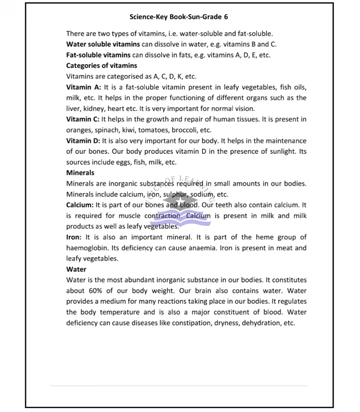 Science-Key Book-Sun-Grade 6
There are two types of vitamins, i.e. water-soluble and fat-soluble.
Water soluble vitamins can dissolve in water, e.g. vitamins B and C.
Fat-soluble vitamins can dissolve in fats, e.g. vitamins A, D, E, etc.
Categories of vitamins
Vitamins are categorised as A, C, D, K, etc.
Vitamin A: It is a fat-soluble vitamin present in leafy vegetables, fish oils,
milk, etc. It helps in the proper functioning of different organs such as the
liver, kidney, heart etc. It is very important for normal vision.
Vitamin C: It helps in the growth and repair of human tissues. It is present in
oranges, spinach, kiwi, tomatoes, broccoli, etc.
Vitamin D: It is also very important for our body. It helps in the maintenance
of our bones. Our body produces vitamin D in the presence of sunlight. Its
sources include eggs, fish, milk, etc.
Minerals
Minerals are inorganic substances required in small amounts in our bodies.
Minerals include calcium, iron, sulphur, sodium, etc.
Calcium: It is part of our bones and blood. Our teeth also contain calcium. It
is required for muscle contraction. Calcium is present in milk and milk
products as well as leafy vegetables.
Iron: It is also an important mineral. It is part of the heme group of
haemoglobin. Its deficiency can cause anaemia. Iron is present in meat and
leafy vegetables.
Water
Water is the most abundant inorganic substance in our bodies. It constitutes
about 60% of our body weight. Our brain also contains water. Water
provides a medium for many reactions taking place in our bodies. It regulates
the body temperature and is also a major constituent of blood. Water
deficiency can cause diseases like constipation, dryness, dehydration, etc.